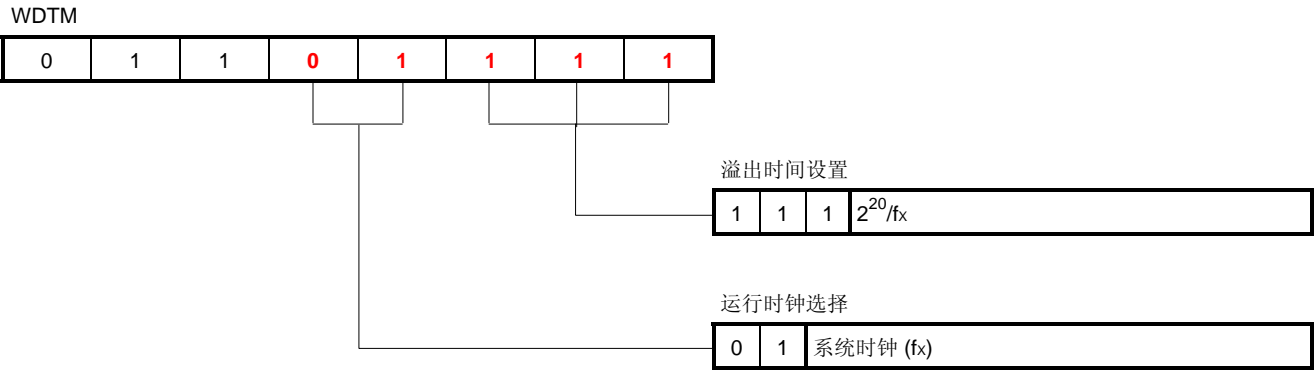 WDTM
0 1 1 0 1 1 1 1
溢出时间设置
1 1 1 2^20/fX
运行时钟选择
0 1 系统时钟 (fX)